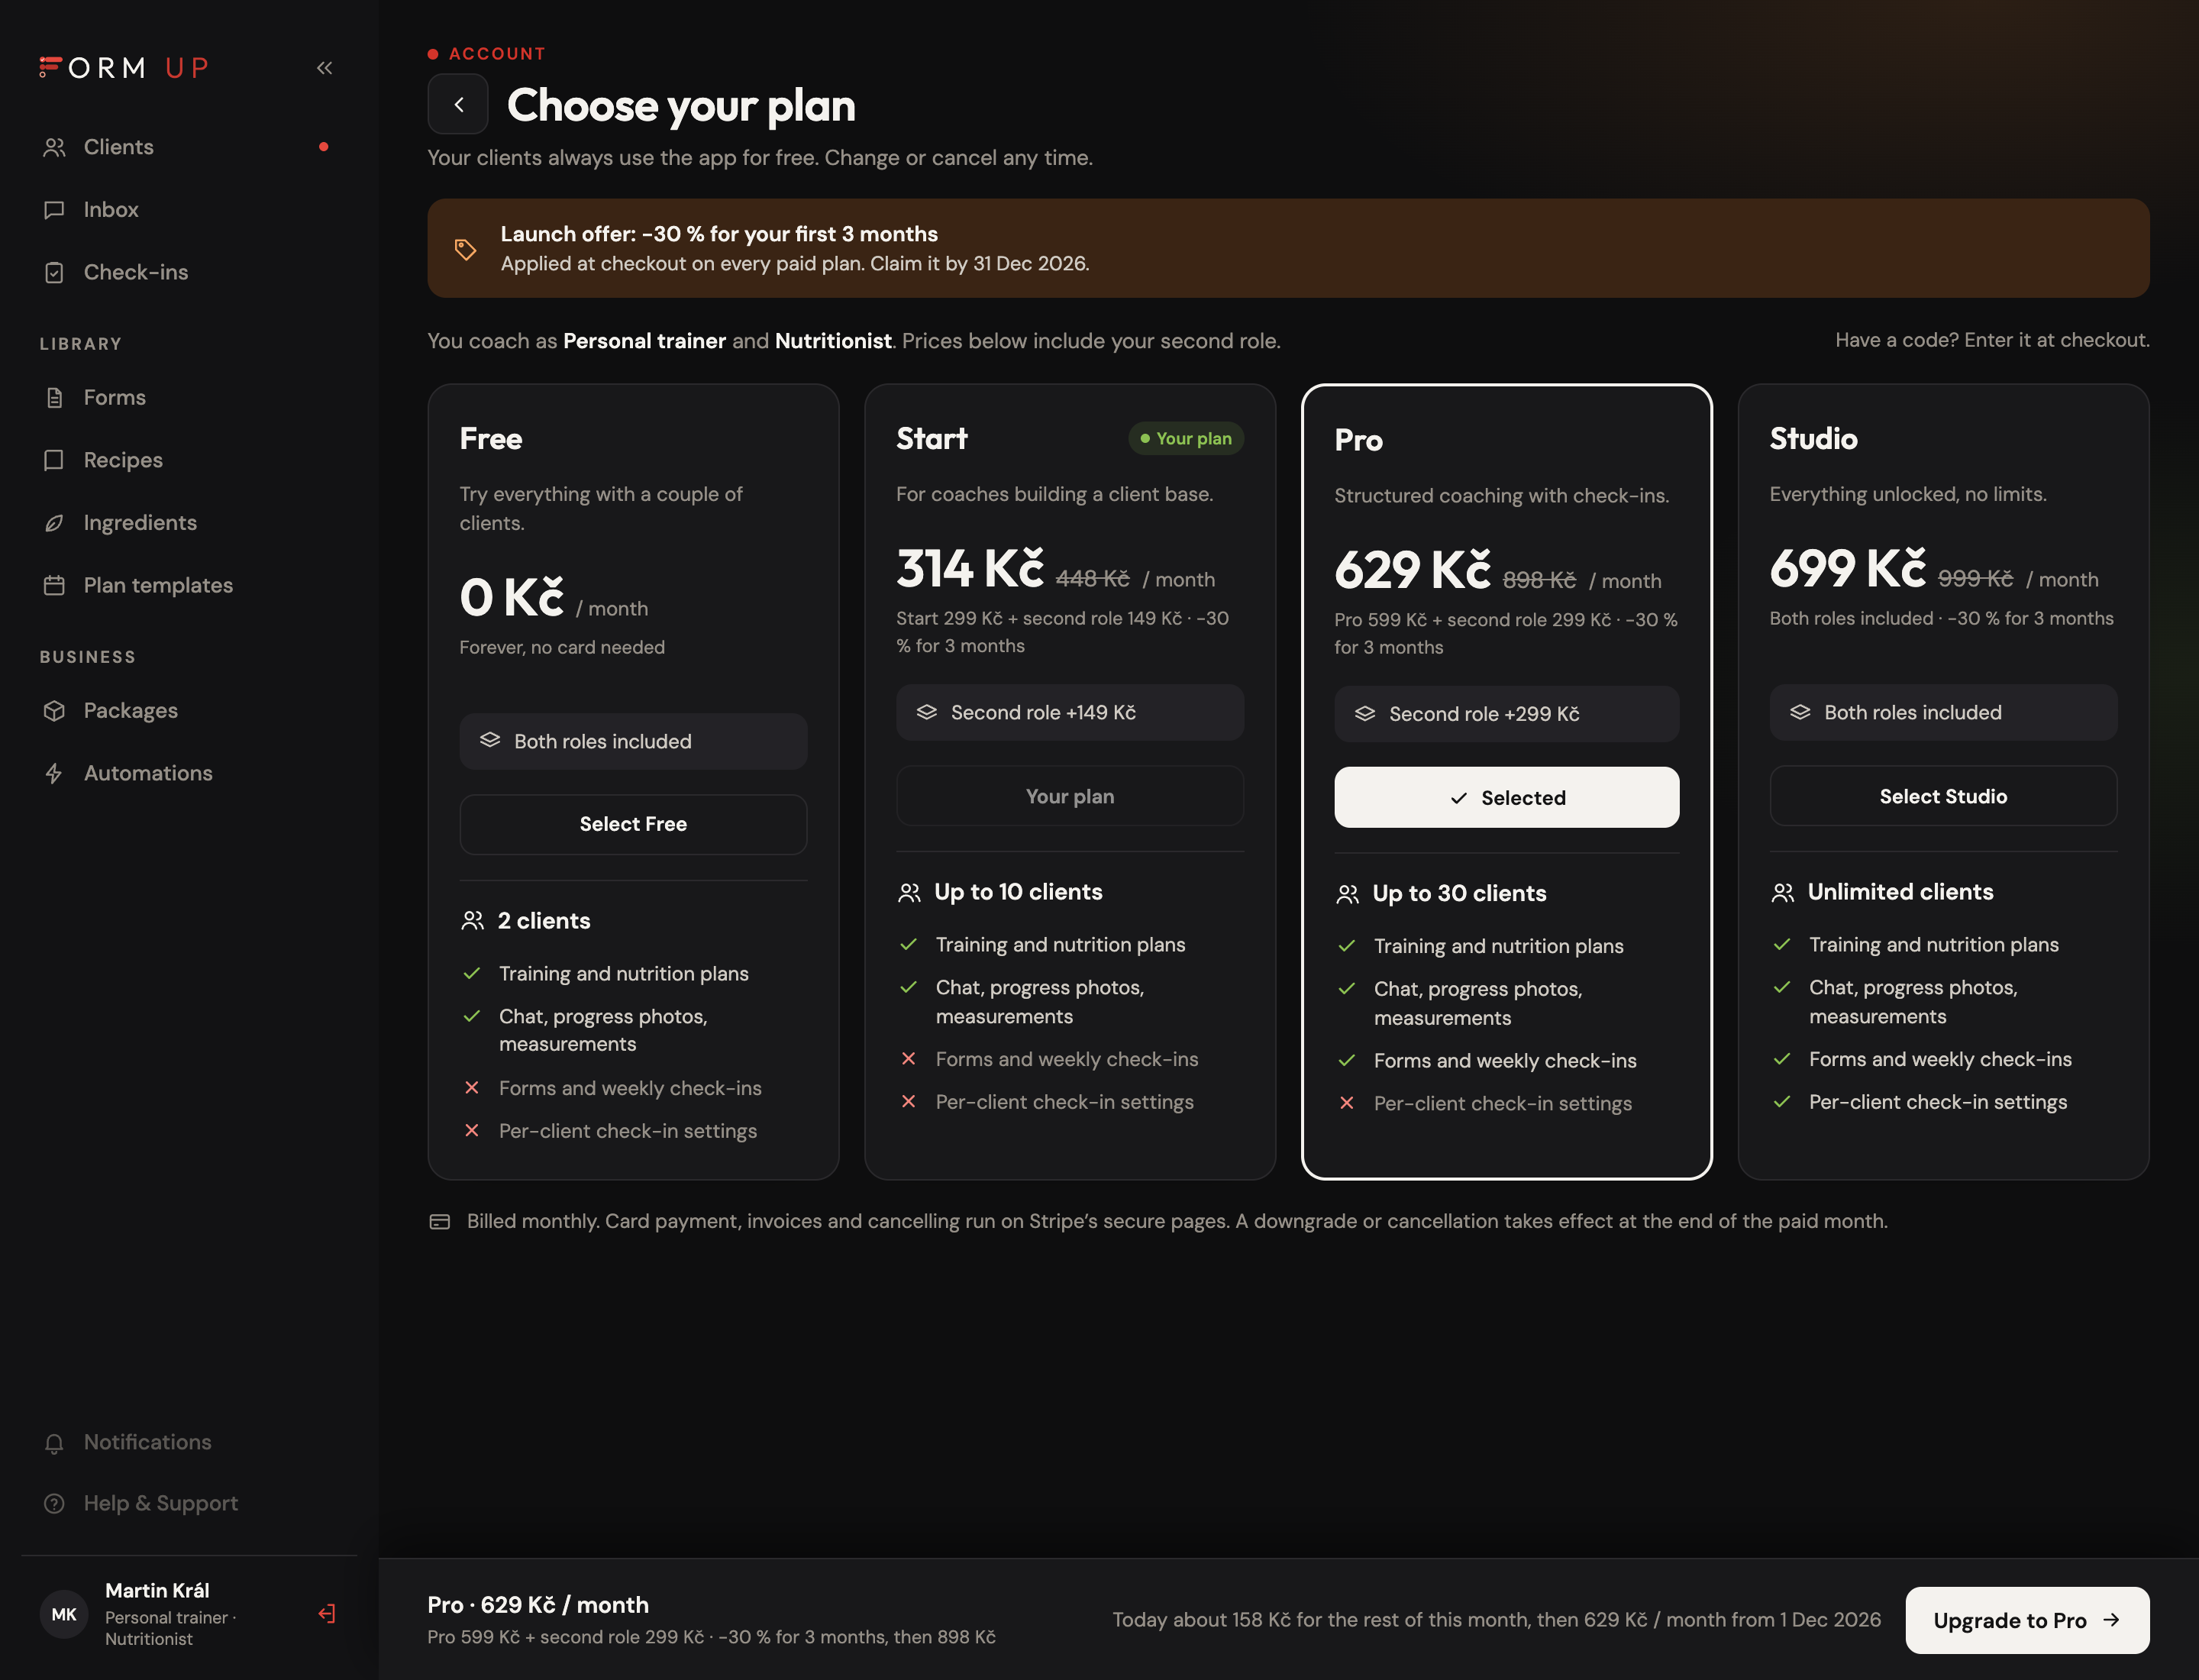 FORM UP
Clients
Inbox
Check-ins
LIBRARY
Forms
Recipes
Ingredients
Plan templates
BUSINESS
Packages
Automations
Notifications
Help & Support
MK
Martin Král
Personal trainer ·
Nutritionist
ACCOUNT
Choose your plan
Your clients always use the app for free. Change or cancel any time.
Launch offer: -30 % for your first 3 months
Applied at checkout on every paid plan. Claim it by 31 Dec 2026.
You coach as Personal trainer and Nutritionist. Prices below include your second role.
Have a code? Enter it at checkout.
Free
Try everything with a couple of
clients.
0 Kč / month
Forever, no card needed
Both roles included
Select Free
2 clients
Training and nutrition plans
Chat, progress photos,
measurements
Forms and weekly check-ins
Per-client check-in settings
Start
Your plan
For coaches building a client base.
314 Kč 448 Kč / month
Start 299 Kč + second role 149 Kč · -30
% for 3 months
Second role +149 Kč
Your plan
Up to 10 clients
Training and nutrition plans
Chat, progress photos,
measurements
Forms and weekly check-ins
Per-client check-in settings
Pro
Structured coaching with check-ins.
629 Kč 898 Kč / month
Pro 599 Kč + second role 299 Kč · -30 %
for 3 months
Second role +299 Kč
Selected
Up to 30 clients
Training and nutrition plans
Chat, progress photos,
measurements
Forms and weekly check-ins
Per-client check-in settings
Studio
Everything unlocked, no limits.
699 Kč 999 Kč / month
Both roles included · -30 % for 3 months
Both roles included
Select Studio
Unlimited clients
Training and nutrition plans
Chat, progress photos,
measurements
Forms and weekly check-ins
Per-client check-in settings
Billed monthly. Card payment, invoices and cancelling run on Stripe’s secure pages. A downgrade or cancellation takes effect at the end of the paid month.
Pro · 629 Kč / month
Pro 599 Kč + second role 299 Kč · -30 % for 3 months, then 898 Kč
Today about 158 Kč for the rest of this month, then 629 Kč / month from 1 Dec 2026
Upgrade to Pro